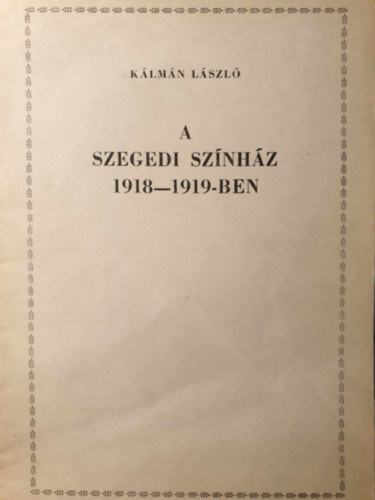 KÁLMÁN LÁSZLÓ
A
SZEGEDI SZÍNHÁZ
1918—1919-BEN